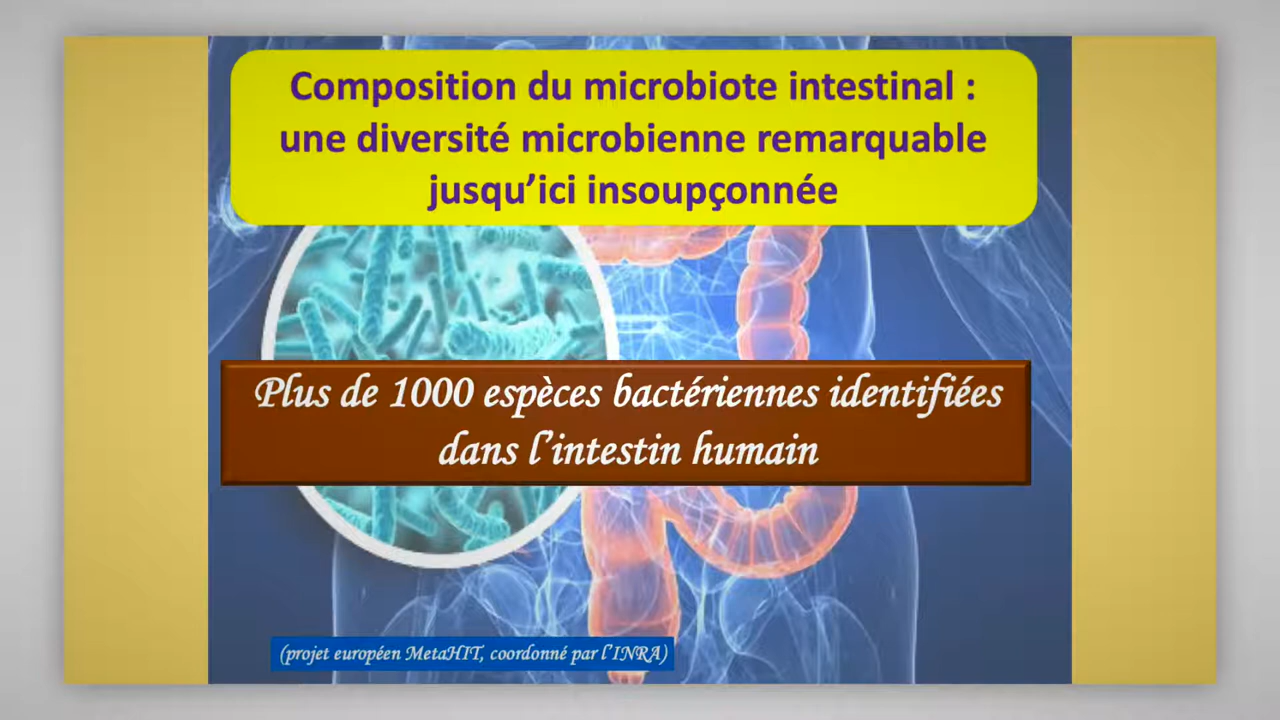 Composition du microbiote intestinal :
une diversité microbienne remarquable
jusqu’ici insoupçonnée
Plus de 1000 espèces bactériennes identifiées
dans l’intestin humain
(projet européen MetaHIT, coordonné par l’INRA)